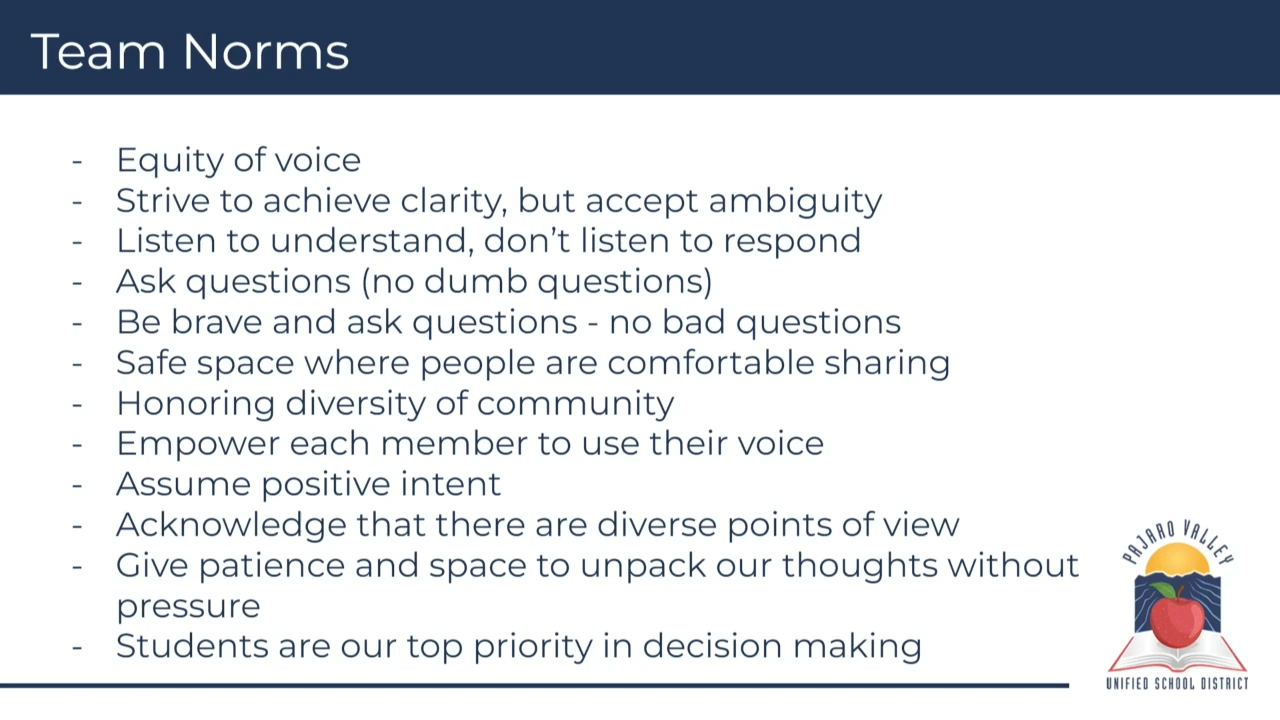 Team Norms
- Equity of voice
- Strive to achieve clarity, but accept ambiguity
- Listen to understand, don’t listen to respond
- Ask questions (no dumb questions)
- Be brave and ask questions - no bad questions
- Safe space where people are comfortable sharing
- Honoring diversity of community
- Empower each member to use their voice
- Assume positive intent
- Acknowledge that there are diverse points of view
- Give patience and space to unpack our thoughts without
pressure
- Students are our top priority in decision making
PAJARO VALLEY
UNIFIED SCHOOL DISTRICT